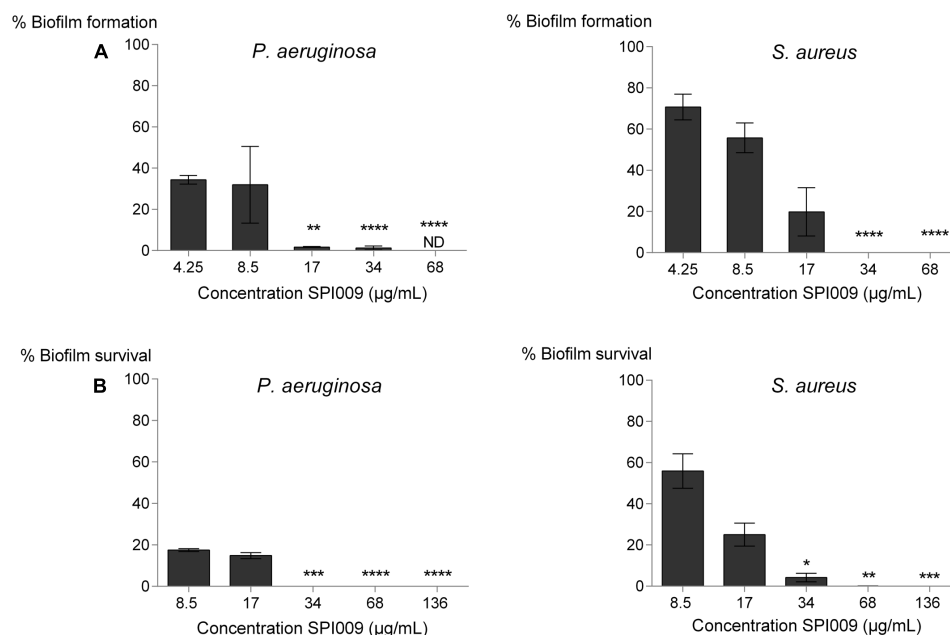 % Biofilm formation
A
P. aeruginosa
100
80
60
40
20
0
** **** ****
ND
4.25 8.5 17 34 68
Concentration SPI009 (µg/mL)
% Biofilm formation
S. aureus
100
80
60
40
20
0
**** ****
4.25 8.5 17 34 68
Concentration SPI009 (µg/mL)
% Biofilm survival
B
P. aeruginosa
100
80
60
40
20
0
*** **** ****
8.5 17 34 68 136
Concentration SPI009 (µg/mL)
% Biofilm survival
S. aureus
100
80
60
40
20
0
* ** ***
8.5 17 34 68 136
Concentration SPI009 (µg/mL)